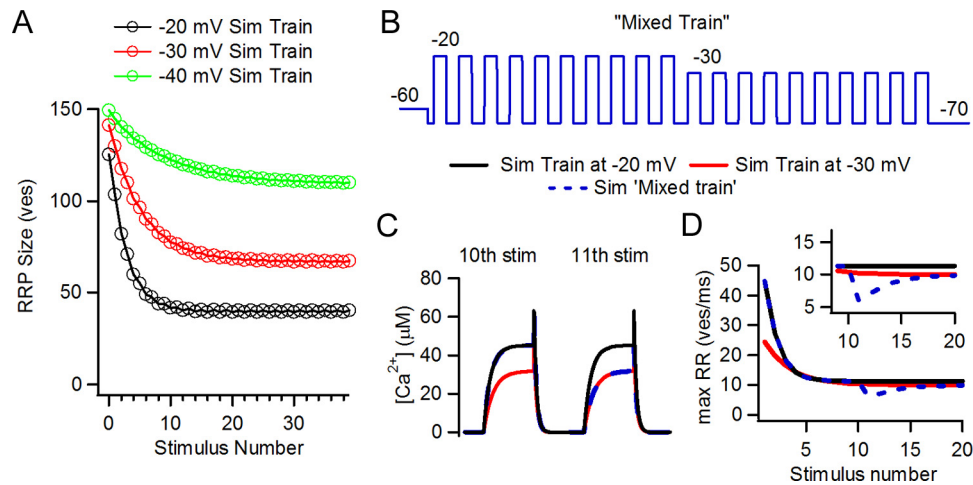 A
-20 mV Sim Train
-30 mV Sim Train
-40 mV Sim Train
RRP Size (ves)
150
100
50
0
0 10 20 30
Stimulus Number
B
"Mixed Train"
-20
-30
-60
-70
Sim Train at -20 mV
Sim Train at -30 mV
Sim 'Mixed train'
C
10th stim
11th stim
[Ca²⁺] (µM)
80
60
40
20
0
D
max RR (ves/ms)
50
40
30
20
10
0
5 10 15 20
Stimulus number
15
10
5
10 15 20